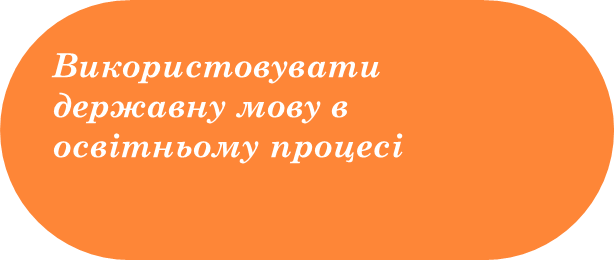 Використовувати
державну мову в
освітньому процесі